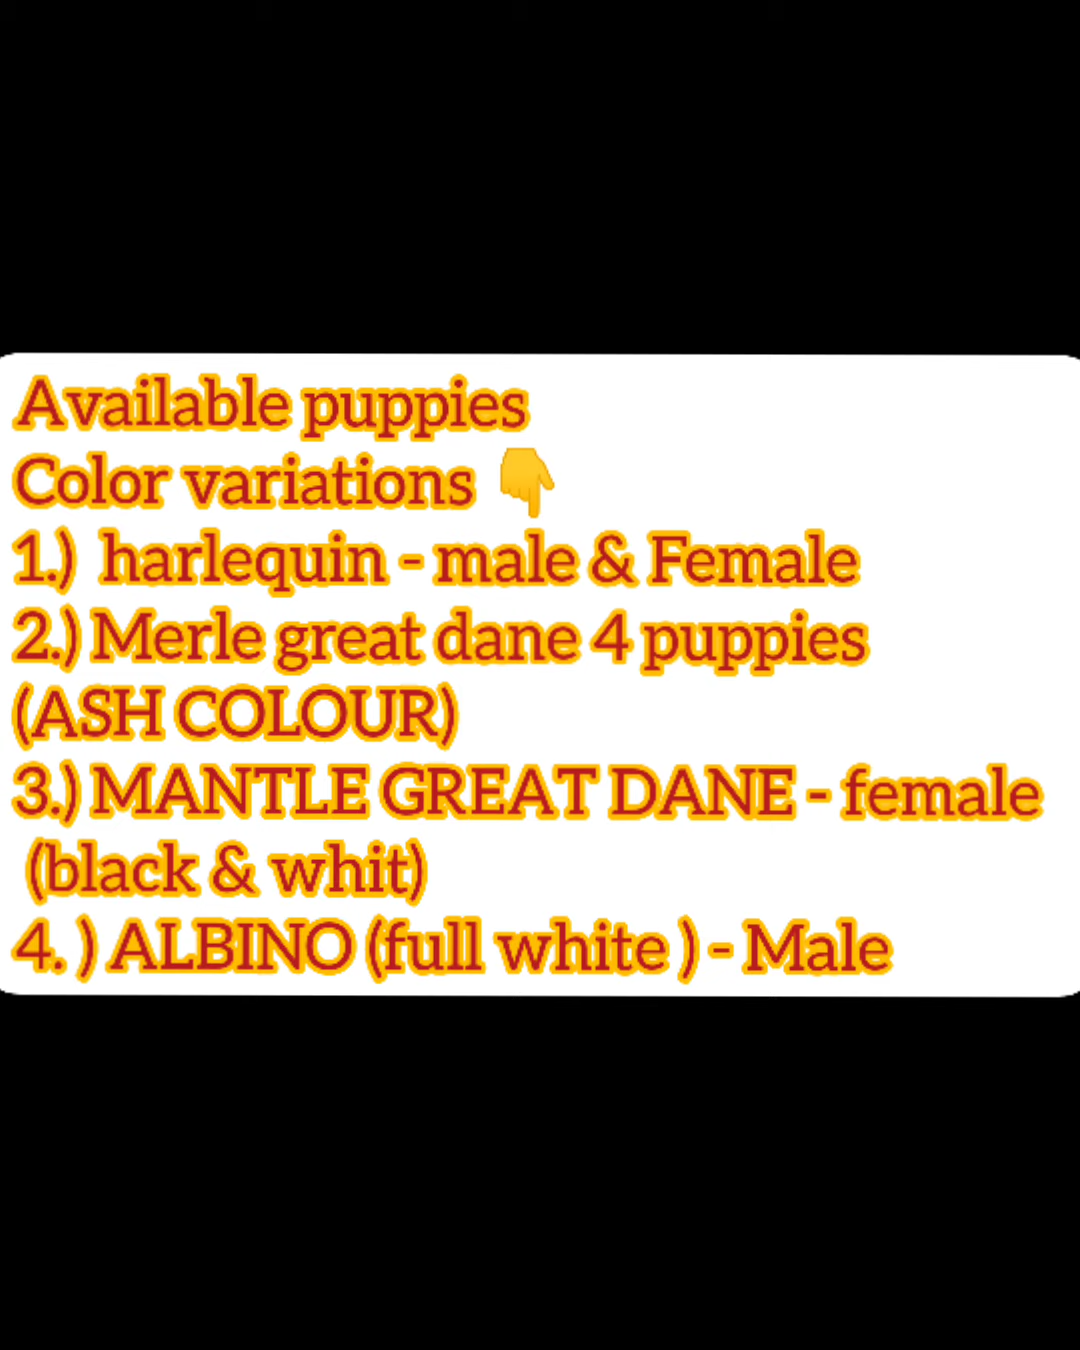 Available puppies
Color variations 👇
1.) harlequin - male & Female
2.) Merle great dane 4 puppies
(ASH COLOUR)
3.) MANTLE GREAT DANE - female
(black & whit)
4. ) ALBINO (full white ) - Male